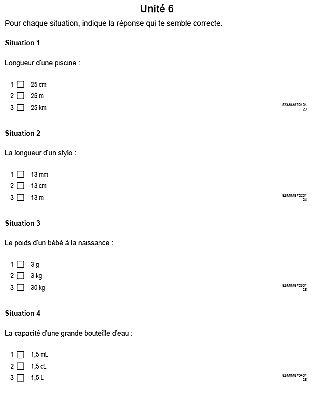 Unité 6
Pour chaque situation, indique la réponse qui te semble correcte.
Situation 1
Longueur d'une piscine :
1 25 cm
2 25 m
3 25 km
Situation 2
La longueur d'un stylo :
1 13 mm
2 13 cm
3 13 m
Situation 3
Le poids d'un bébé à la naissance :
1 3 g
2 3 kg
3 30 kg
Situation 4
La capacité d'une grande bouteille d'eau :
1 1,5 mL
2 1,5 cL
3 1,5 L